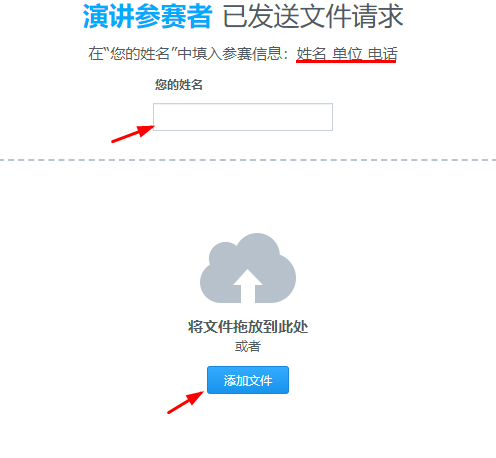 演讲参赛者 已发送文件请求
在“您的姓名”中填入参赛信息：姓名 单位 电话
您的姓名
将文件拖放到此处
或者
添加文件